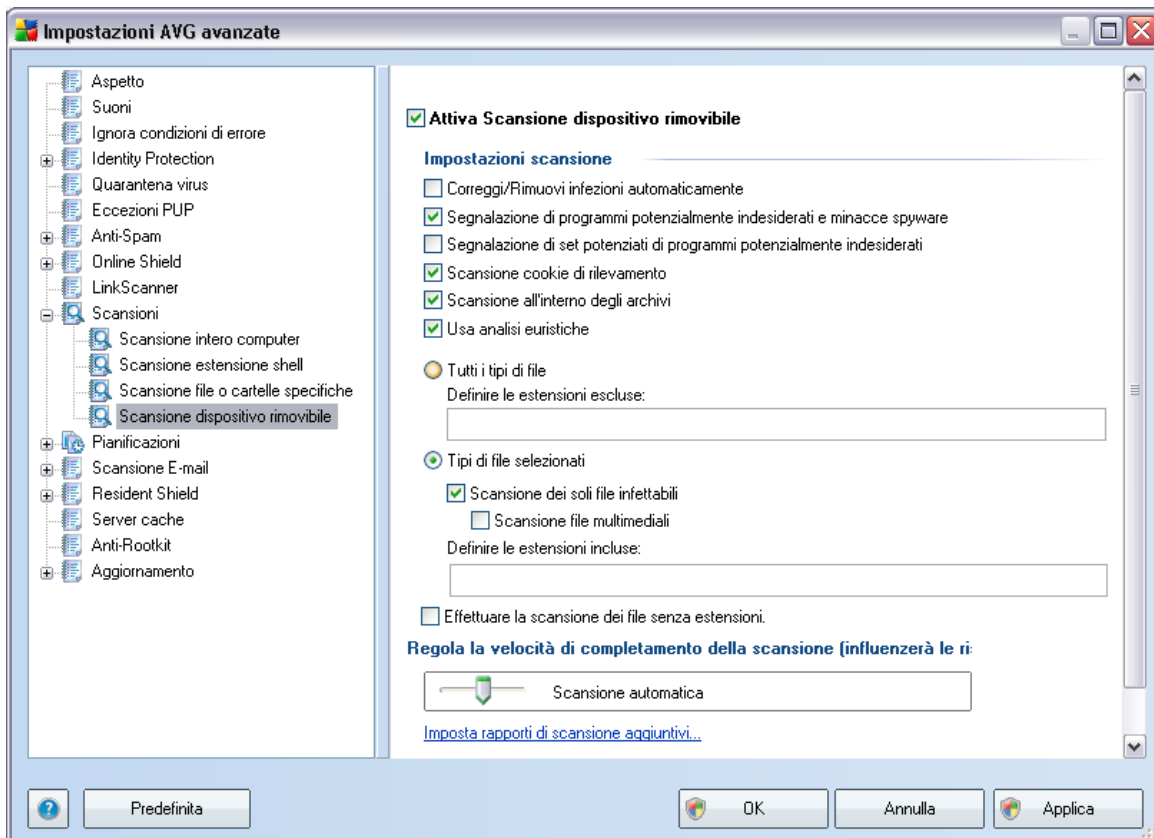 Impostazioni AVG avanzate
Aspetto
Suoni
Ignora condizioni di errore
Identity Protection
Quarantena virus
Eccezioni PUP
Anti-Spam
Online Shield
LinkScanner
Scansioni
Scansione intero computer
Scansione estensione shell
Scansione file o cartelle specifiche
Scansione dispositivo rimovibile
Pianificazioni
Scansione E-mail
Resident Shield
Server cache
Anti-Rootkit
Aggiornamento
Attiva Scansione dispositivo rimovibile
Impostazioni scansione
Correggi/Rimuovi infezioni automaticamente
Segnalazione di programmi potenzialmente indesiderati e minacce spyware
Segnalazione di set potenziati di programmi potenzialmente indesiderati
Scansione cookie di rilevamento
Scansione all'interno degli archivi
Usa analisi euristiche
Tutti i tipi di file
Definire le estensioni escluse:
Tipi di file selezionati
Scansione dei soli file infettabili
Scansione file multimediali
Definire le estensioni incluse:
Effettuare la scansione dei file senza estensioni.
Regola la velocità di completamento della scansione (influenzerà le ri:
Scansione automatica
Imposta rapporti di scansione aggiuntivi...
Predefinita
OK
Annulla
Applica